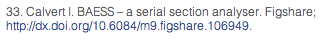 33. Calvert I. BAESS – a serial section analyser. Figshare;
http://dx.doi.org/10.6084/m9.figshare.106949.